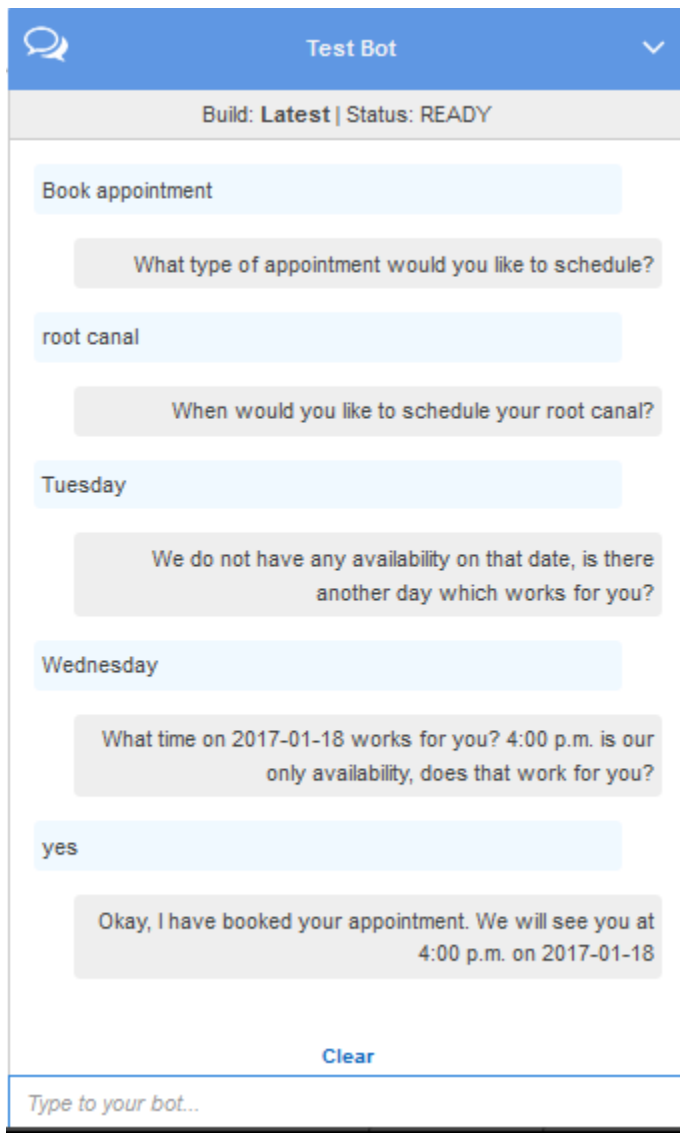 Test Bot
Build: Latest | Status: READY
Book appointment
What type of appointment would you like to schedule?
root canal
When would you like to schedule your root canal?
Tuesday
We do not have any availability on that date, is there
another day which works for you?
Wednesday
What time on 2017-01-18 works for you? 4:00 p.m. is our
only availability, does that work for you?
yes
Okay, I have booked your appointment. We will see you at
4:00 p.m. on 2017-01-18
Clear
Type to your bot...